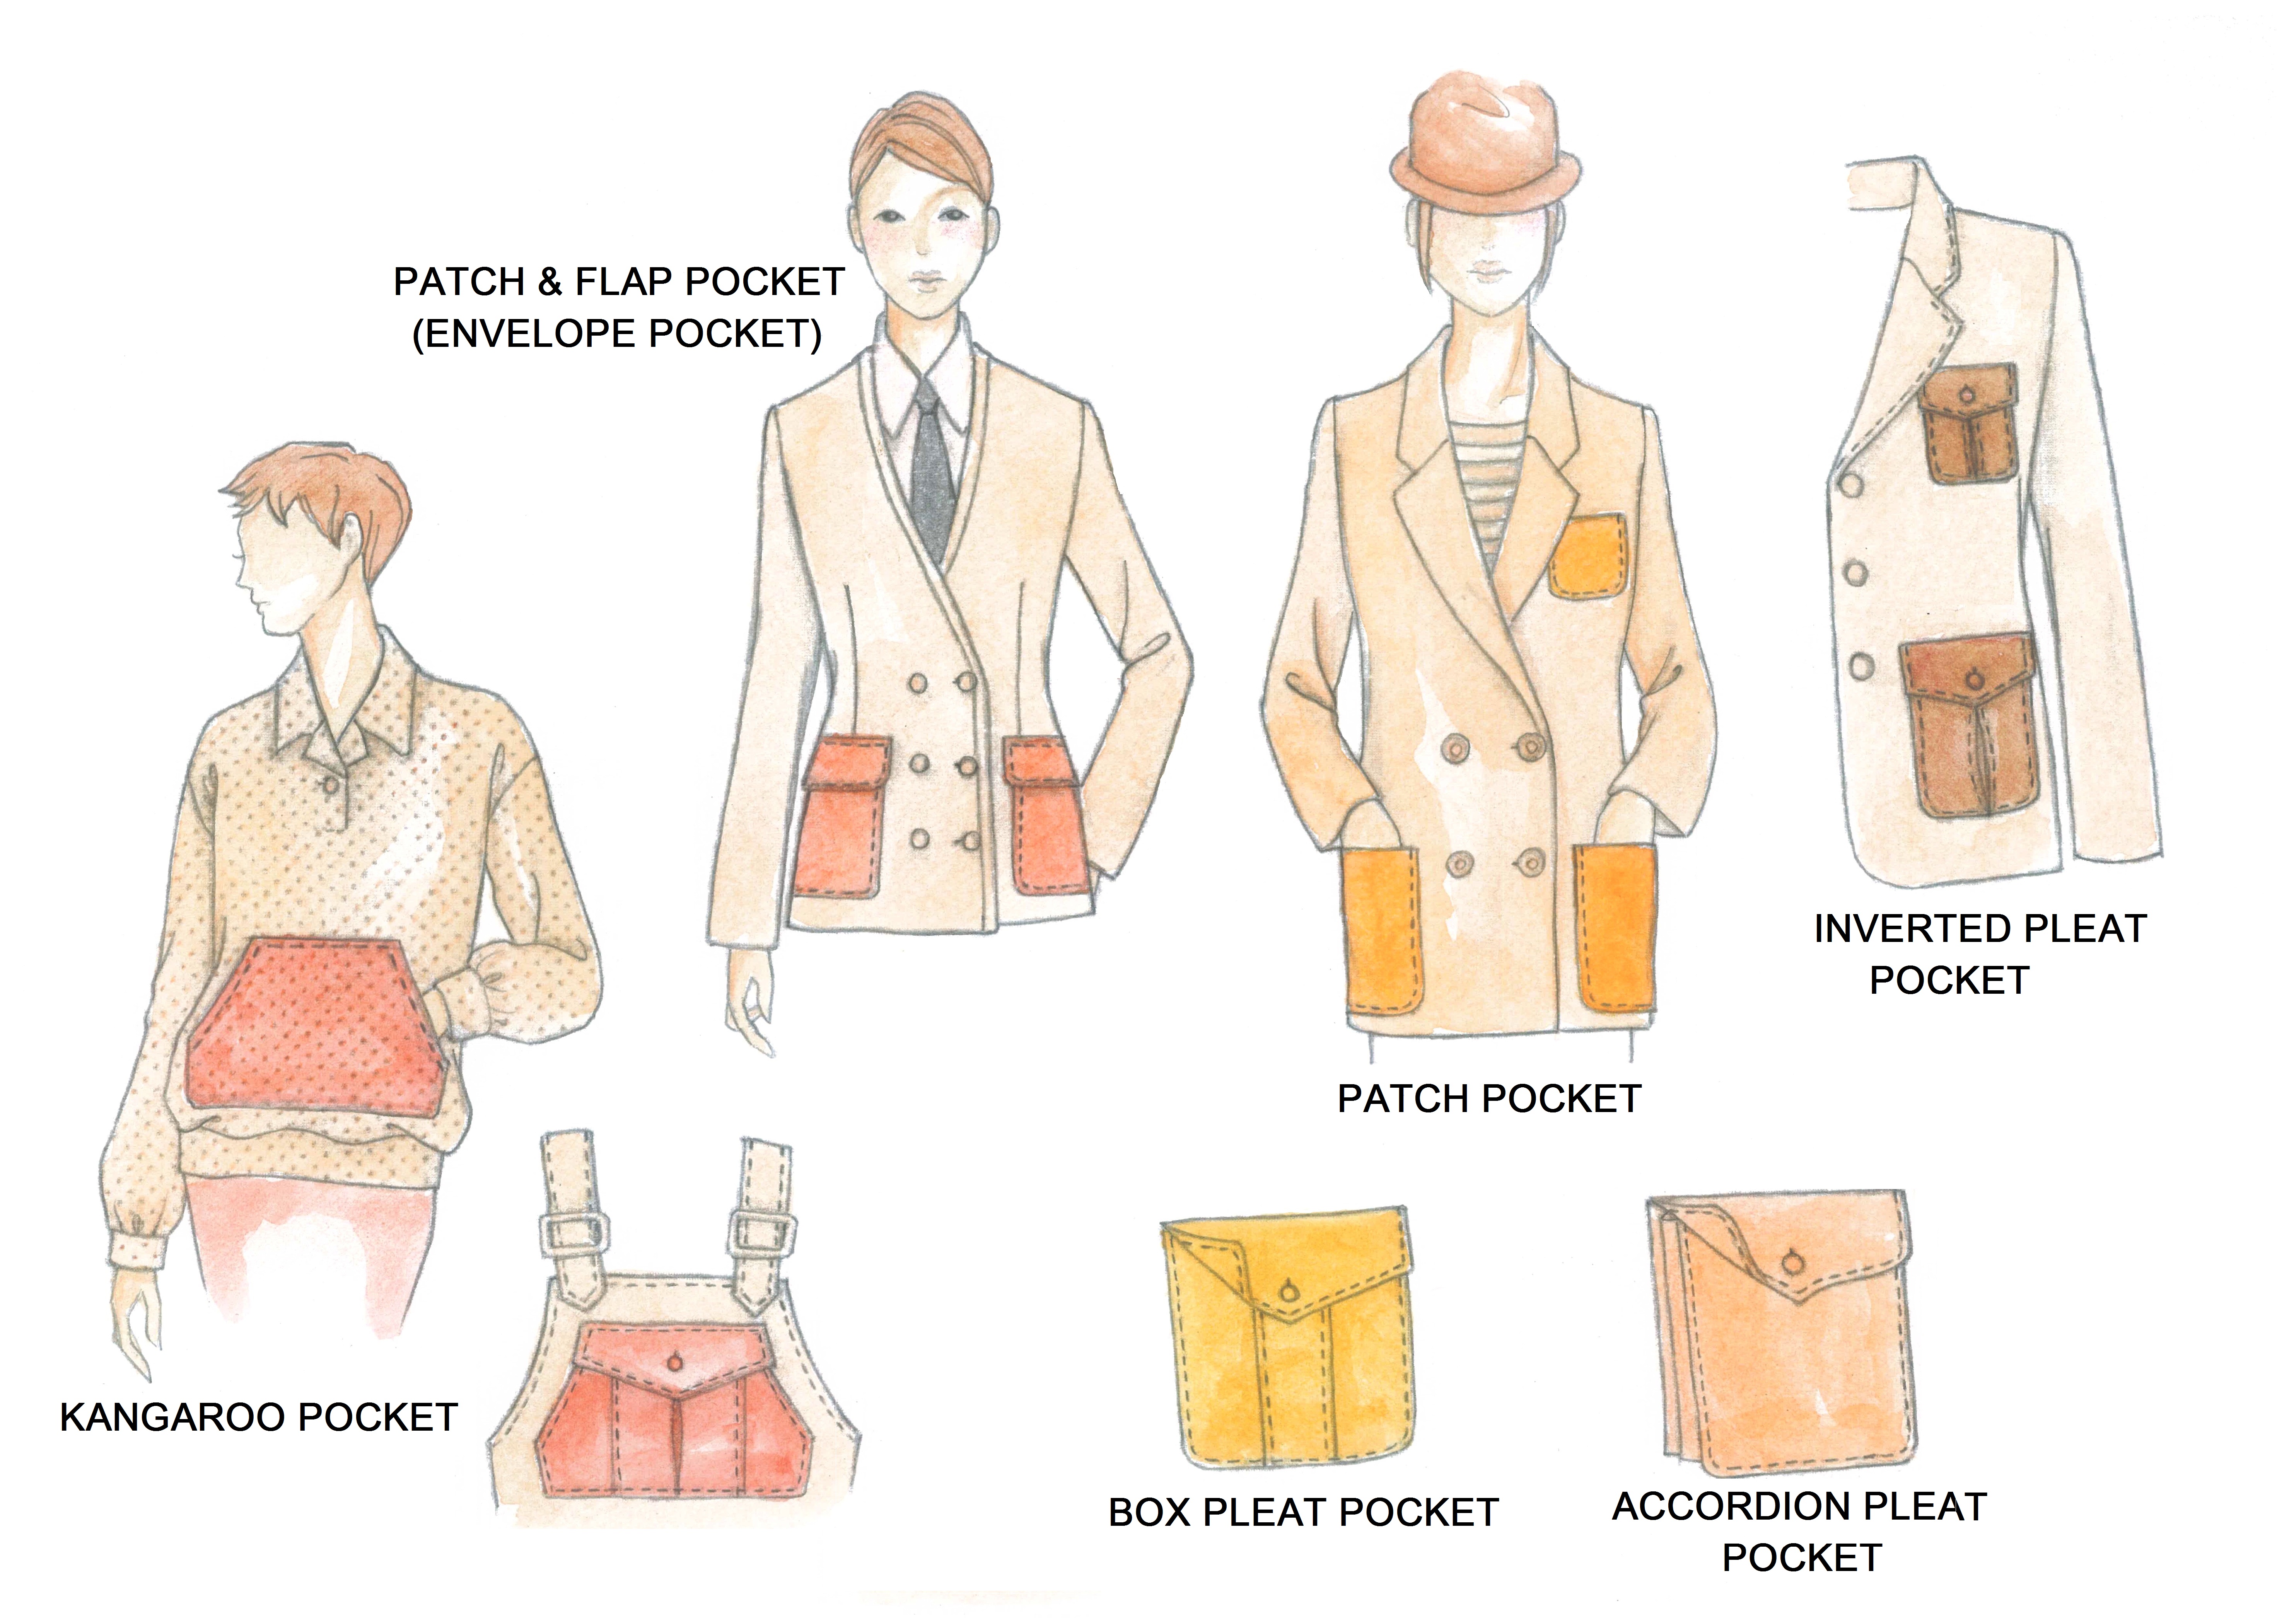 PATCH & FLAP POCKET
(ENVELOPE POCKET)
INVERTED PLEAT
POCKET
PATCH POCKET
KANGAROO POCKET
BOX PLEAT POCKET
ACCORDION PLEAT
POCKET